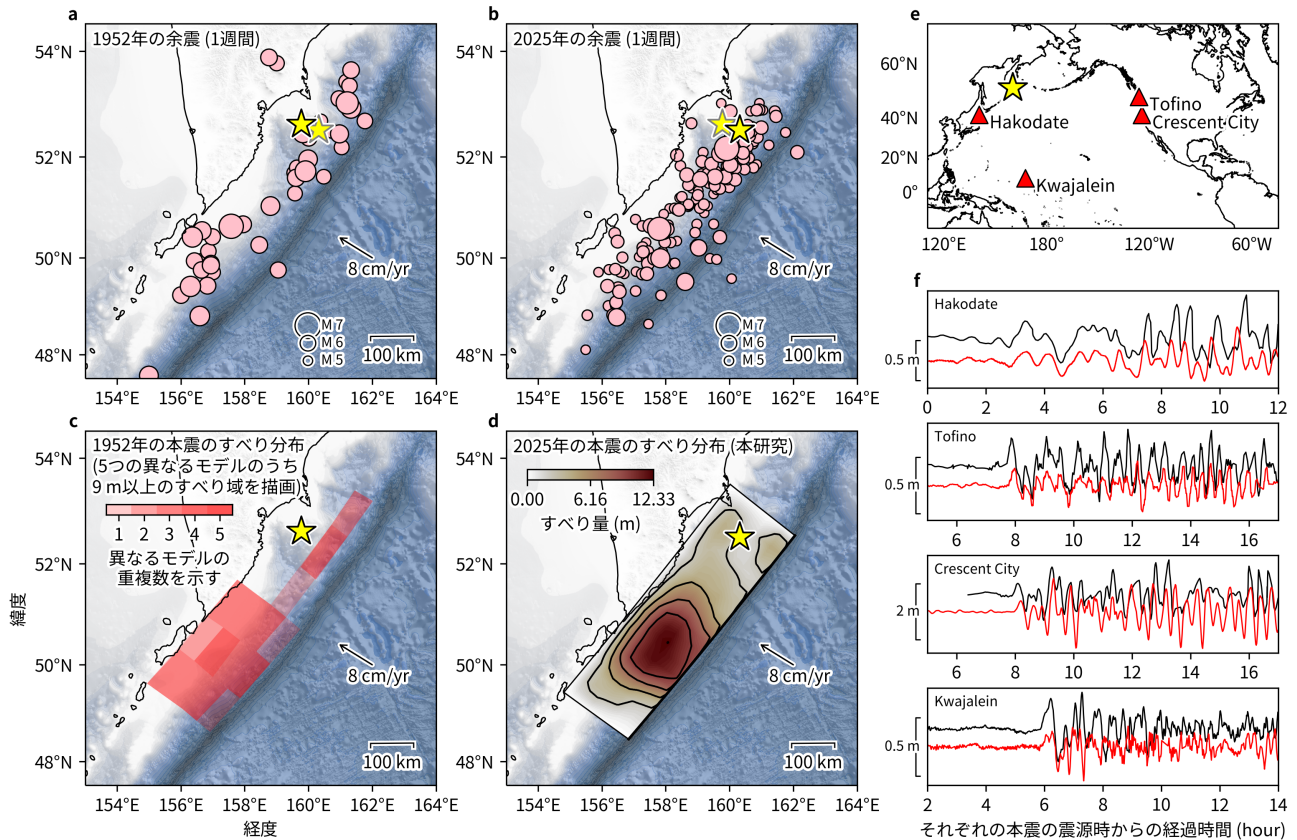 a
1952年の余震 (1週間)
54°N
52°N
50°N
48°N
8 cm/yr
M 7
M 6
M 5
100 km
154°E
156°E
158°E
160°E
162°E
164°E
b
2025年の余震 (1週間)
54°N
52°N
50°N
48°N
8 cm/yr
M 7
M 6
M 5
100 km
154°E
156°E
158°E
160°E
162°E
164°E
c
1952年の本震のすべり分布
(5つの異なるモデルのうち
9 m以上のすべり域を描画)
1 2 3 4 5
異なるモデルの
重複数を示す
54°N
52°N
50°N
48°N
緯度
8 cm/yr
100 km
154°E
156°E
158°E
160°E
162°E
164°E
経度
d
2025年の本震のすべり分布 (本研究)
0.00 6.16 12.33
すべり量 (m)
54°N
52°N
50°N
48°N
8 cm/yr
100 km
154°E
156°E
158°E
160°E
162°E
164°E
経度
e
60°N
40°N
20°N
0°
Tofino
Crescent City
Hakodate
Kwajalein
120°E
180°
120°W
60°W
f
Hakodate
0.5 m
0 2 4 6 8 10 12
Tofino
0.5 m
6 8 10 12 14 16
Crescent City
2 m
6 8 10 12 14 16
Kwajalein
0.5 m
2 4 6 8 10 12 14
それぞれの本震の震源時からの経過時間 (hour)